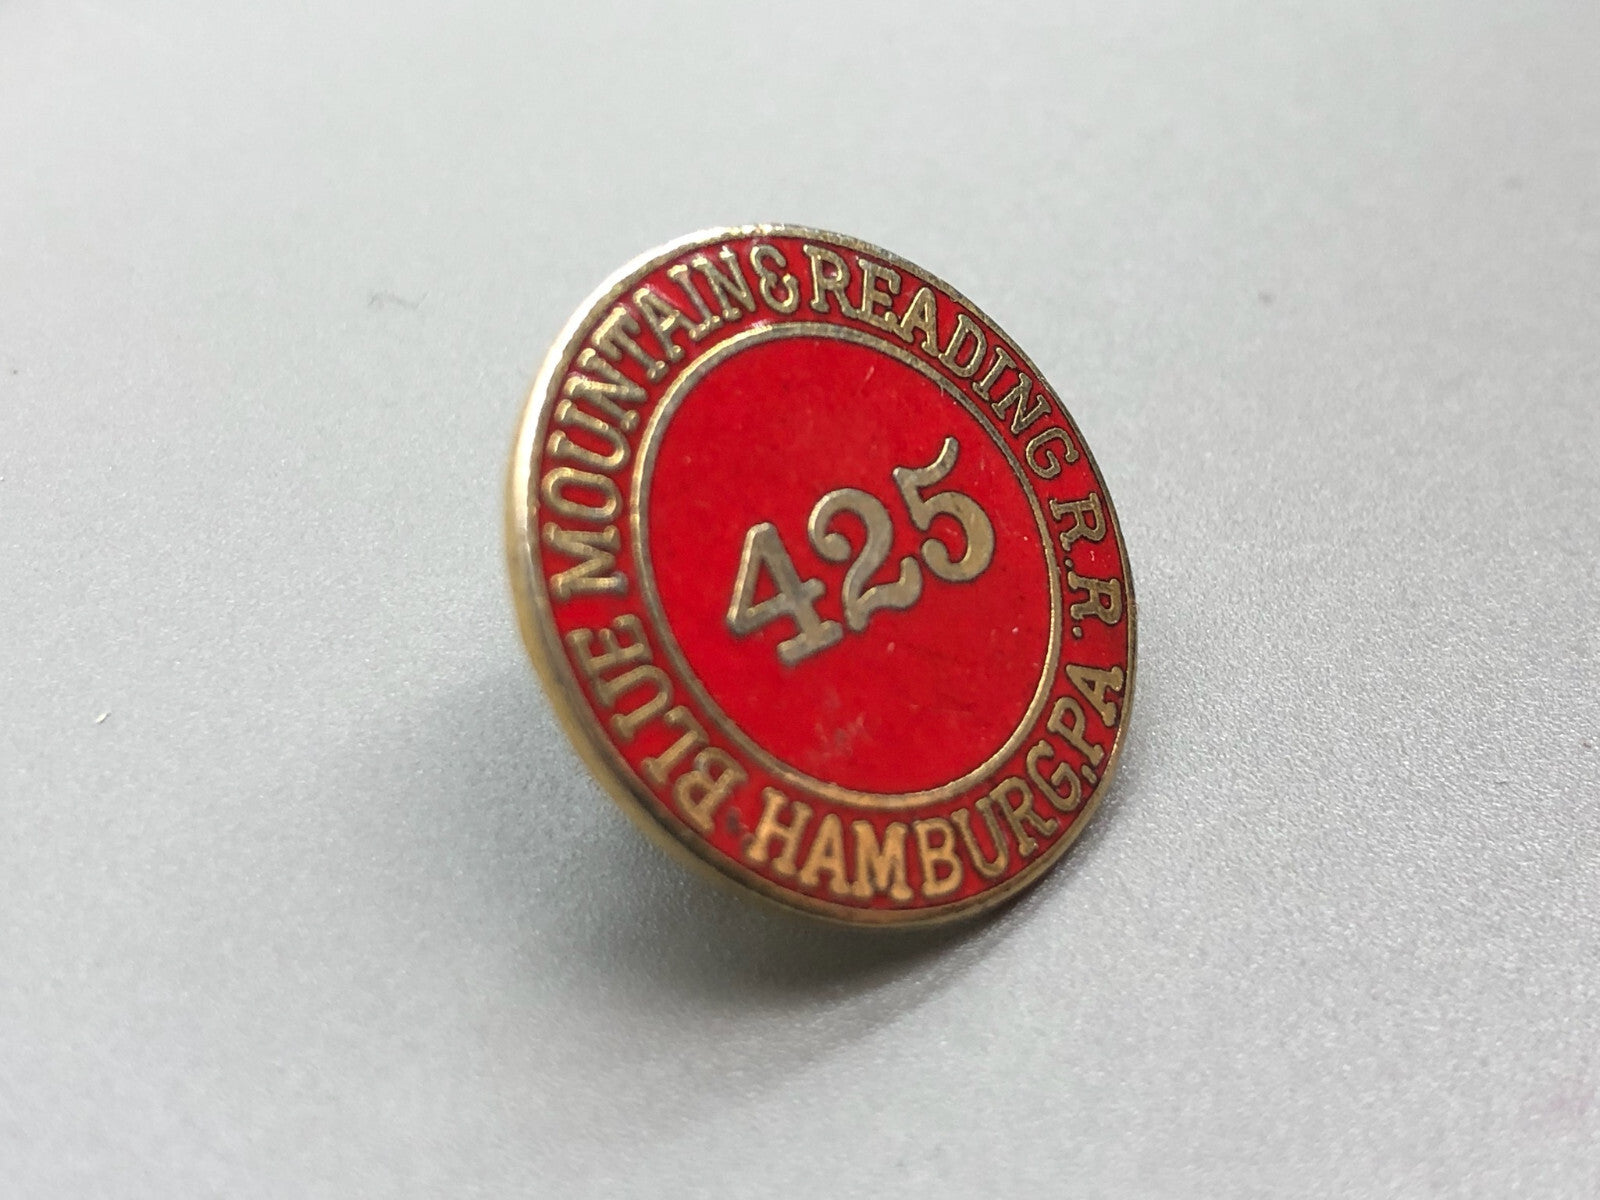 BLUE MOUNTAIN & READING R.R.
425
HAMBURG, PA